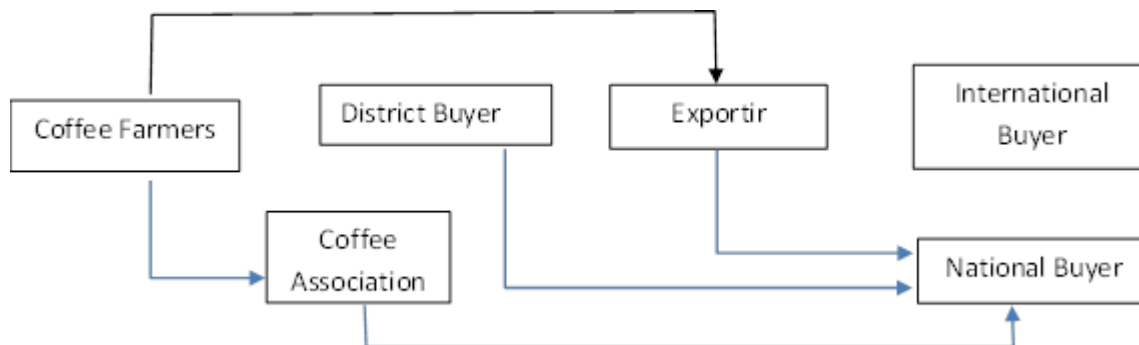 Coffee Farmers
District Buyer
Exportir
International
Buyer
Coffee
Association
National Buyer